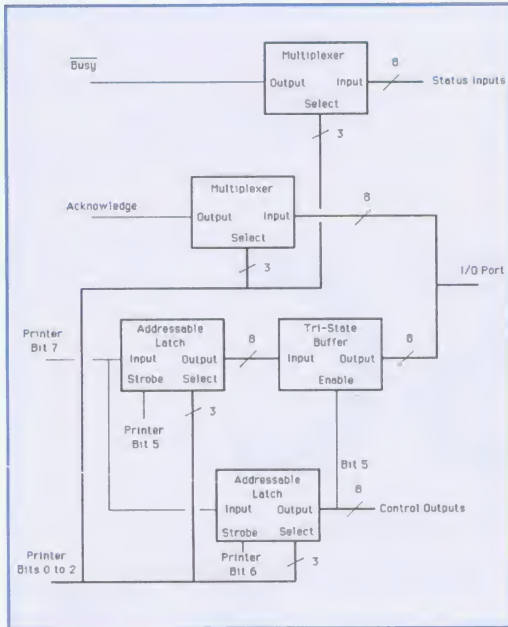 Multiplexer
8
Busy
Output Input
Status Inputs
Select
3
Multiplexer
Acknowledge
Output Input
8
Select
3
I/O Port
Addressable
Latch
Tri-State
Buffer
Printer
Bit 7
Input Output
8
Input Output
8
Strobe Select
Enable
Printer
Bit 5
3
Bit 5
Addressable
Latch
8
Input Output
Control Outputs
Strobe Select
Printer
Bits 0 to 2
Printer
Bit 6
3